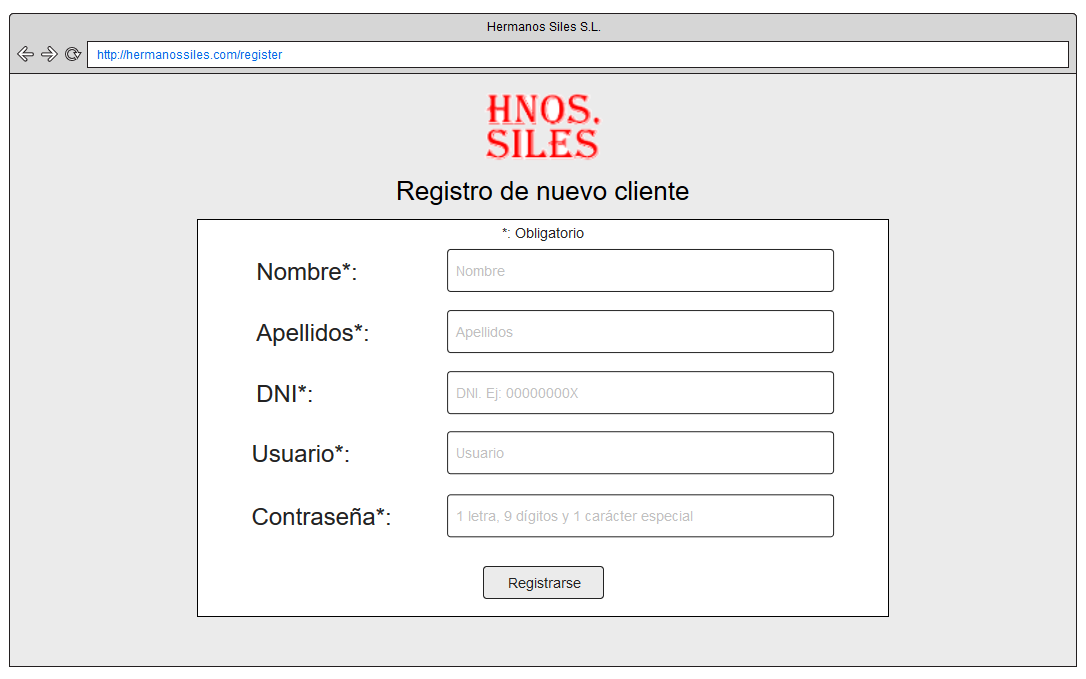 Hermanos Siles S.L.
http://hermanossiles.com/register
HNOS.
SILES
Registro de nuevo cliente
*: Obligatorio
Nombre*:
Nombre
Apellidos*:
Apellidos
DNI*:
DNI. Ej: 00000000X
Usuario*:
Usuario
Contraseña*:
1 letra, 9 dígitos y 1 carácter especial
Registrarse